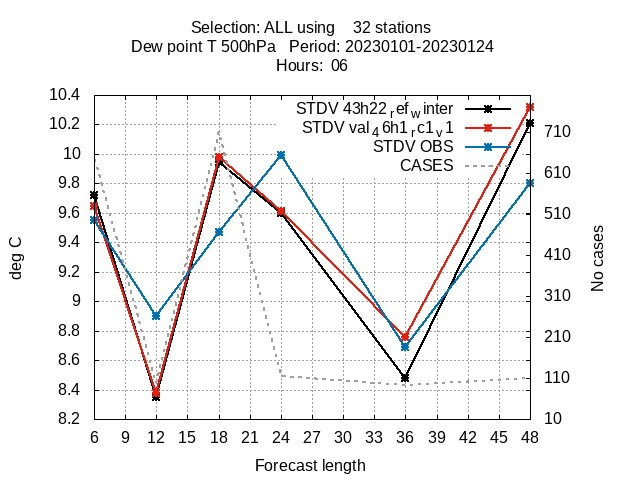 Selection: ALL using    32 stations
Dew point T 500hPa   Period: 20230101-20230124
Hours:  06
STDV 43h22_ref_winter
STDV val_46h1_rc1_v1
STDV OBS
CASES
10.4
10.2
10
9.8
9.6
9.4
9.2
9
8.8
8.6
8.4
8.2
deg C
710
610
510
410
310
210
110
10
No cases
6 9 12 15 18 21 24 27 30 33 36 39 42 45 48
Forecast length